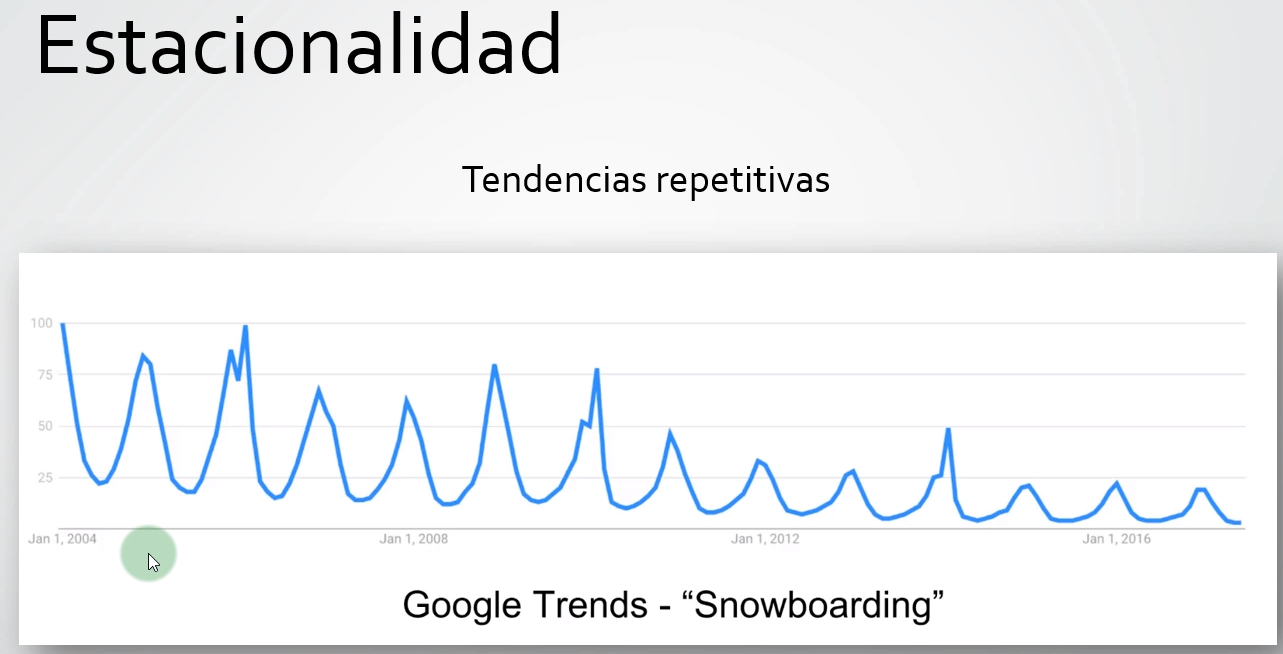 Estacionalidad
Tendencias repetitivas
100
75
50
25
Jan 1, 2004
Jan 1, 2008
Jan 1, 2012
Jan 1, 2016
Google Trends - “Snowboarding”